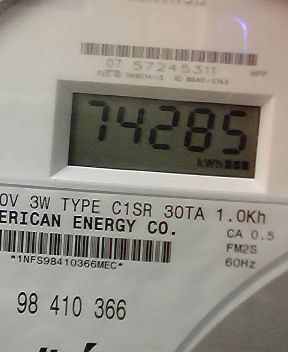 07 57245311
74285
kWh
0V 3W TYPE C1SR 30TA 1.0Kh
ERICAN ENERGY CO.
CA 0.5
FM2S
60Hz
*1NFS98410366MEC*
98 410 366